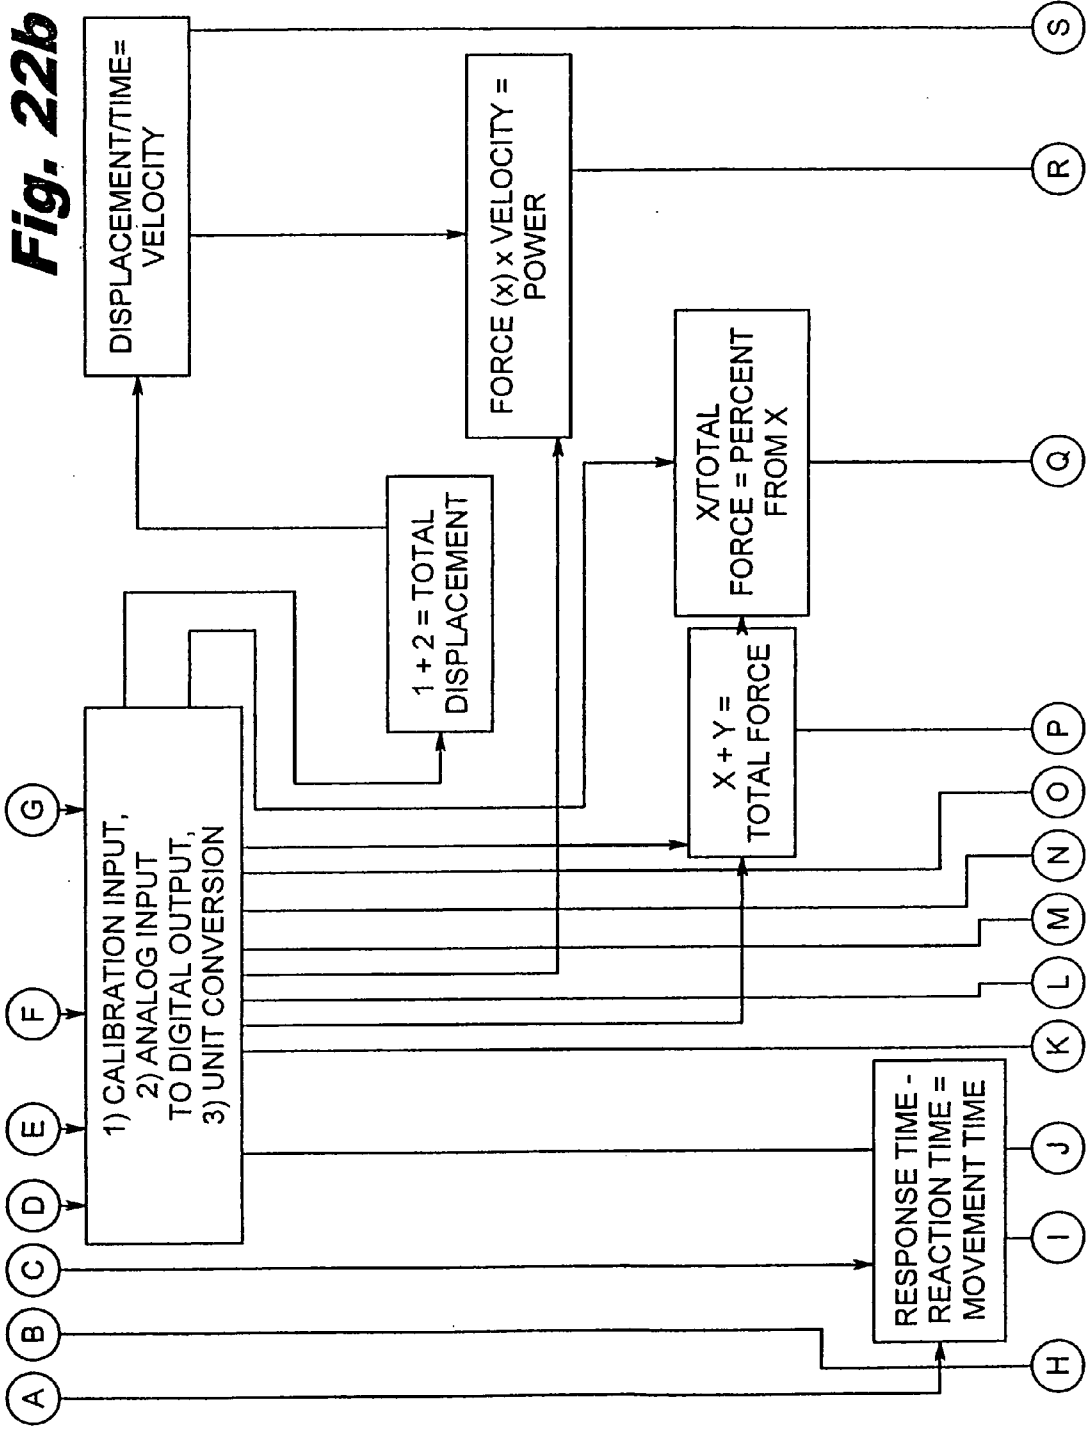 Fig. 22b
A
B
C
D
E
F
G
1) CALIBRATION INPUT,
2) ANALOG INPUT
TO DIGITAL OUTPUT,
3) UNIT CONVERSION
1 + 2 = TOTAL
DISPLACEMENT
DISPLACEMENT/TIME=
VELOCITY
FORCE (x) x VELOCITY =
POWER
X + Y =
TOTAL FORCE
X/TOTAL
FORCE = PERCENT
FROM X
RESPONSE TIME -
REACTION TIME =
MOVEMENT TIME
H
I
J
K
L
M
N
O
P
Q
R
S